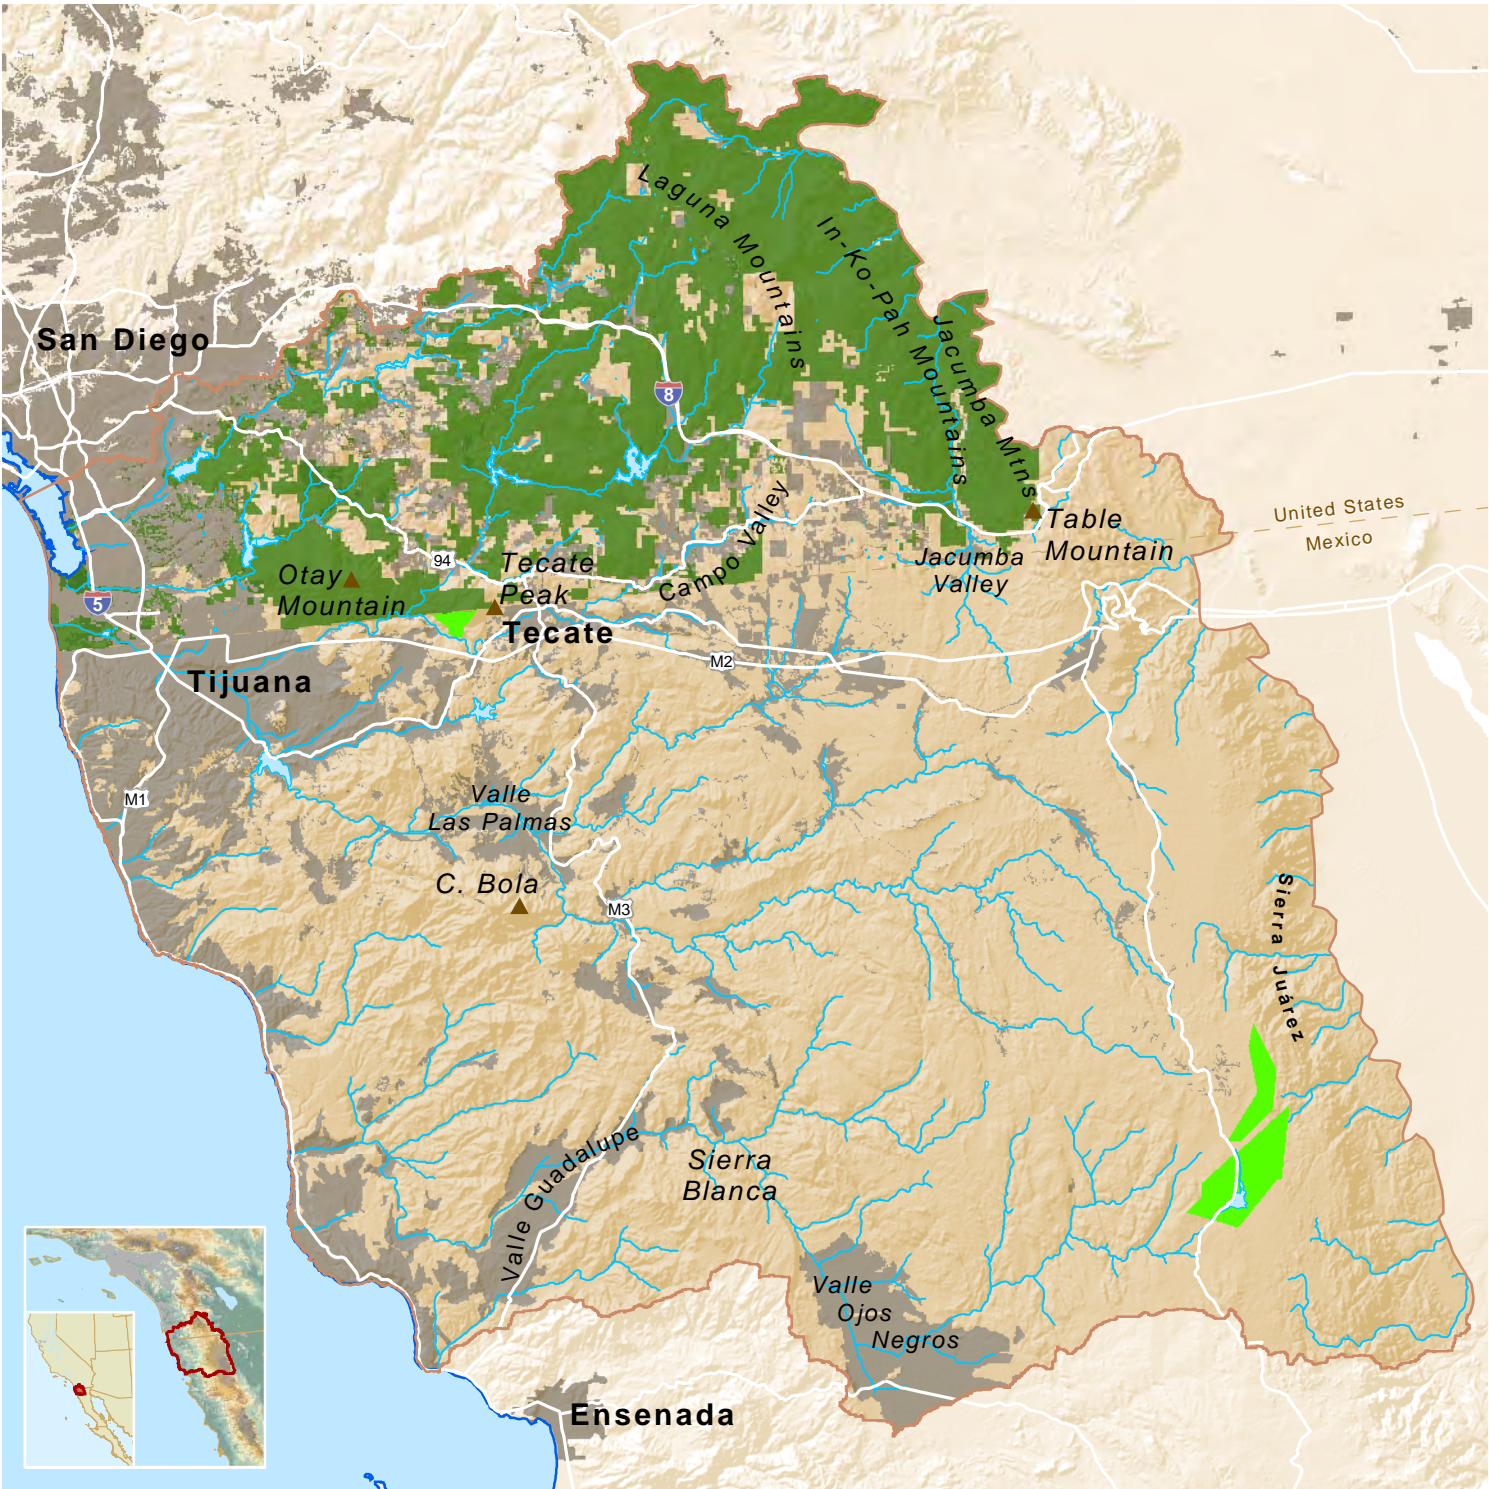 Laguna Mountains
In-Ko-Pah Mountains
Jacumba Mtns
San Diego
8
Campo Valley
United States
Mexico
Table
Mountain
Jacumba
Valley
94
Tecate
Peak
Otay
Mountain
5
Tecate
M2
Tijuana
M1
Valle
Las Palmas
C. Bola
M3
Sierra Juárez
Valle Guadalupe
Sierra
Blanca
Valle
Ojos
Negros
Ensenada